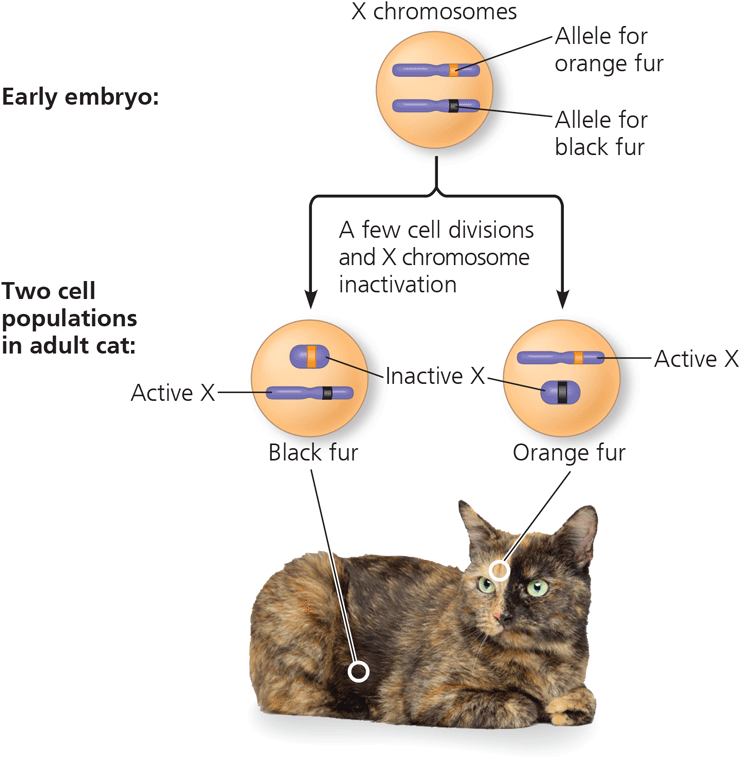 X chromosomes
Allele for
orange fur
Early embryo:
Allele for
black fur
A few cell divisions
and X chromosome
inactivation
Two cell
populations
in adult cat:
Active X
Inactive X
Active X
Black fur
Orange fur